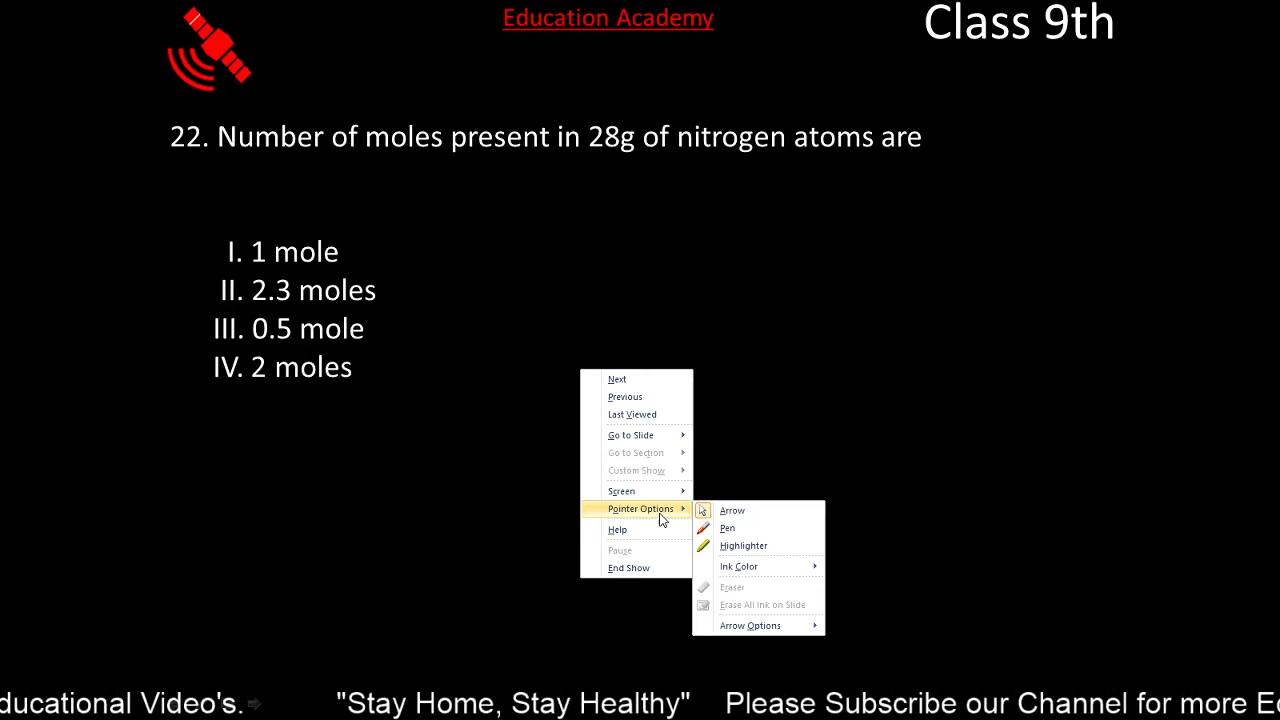 Education Academy
Class 9th
22. Number of moles present in 28g of nitrogen atoms are
I. 1 mole
II. 2.3 moles
III. 0.5 mole
IV. 2 moles
Next
Previous
Last Viewed
Go to Slide
Go to Section
Custom Show
Screen
Pointer Options
Help
Pause
End Show
Arrow
Pen
Highlighter
Ink Color
Eraser
Erase All Ink on Slide
Arrow Options
ducational Video's. "Stay Home, Stay Healthy" Please Subscribe our Channel for more Ed